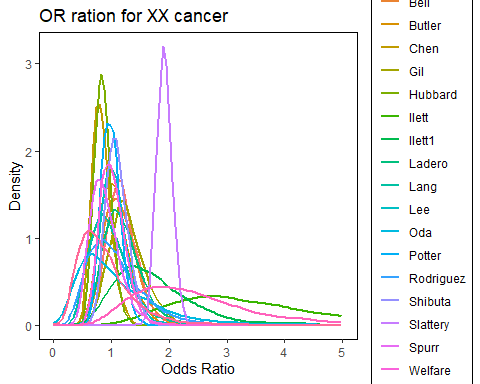 OR ration for XX cancer
Density
3
2
1
0
0
1
2
3
4
5
Odds Ratio
Bell
Butler
Chen
Gil
Hubbard
Ilett
Ilett1
Ladero
Lang
Lee
Oda
Potter
Rodriguez
Shibuta
Slattery
Spurr
Welfare